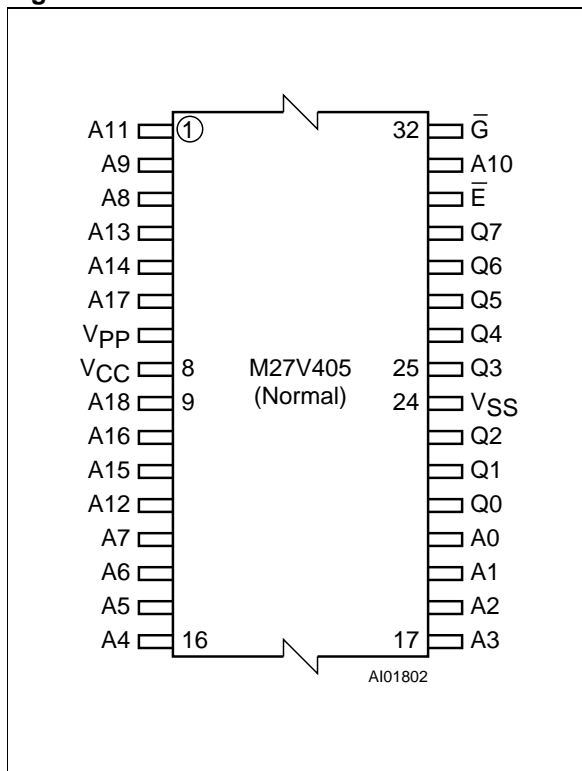 A11 1 32 G̅
A9 A10
A8 E̅
A13 Q7
A14 Q6
A17 Q5
VPP Q4
VCC 8 M27V405 25 Q3
A18 9 (Normal) 24 VSS
A16 Q2
A15 Q1
A12 Q0
A7 A0
A6 A1
A5 A2
A4 16 17 A3
AI01802